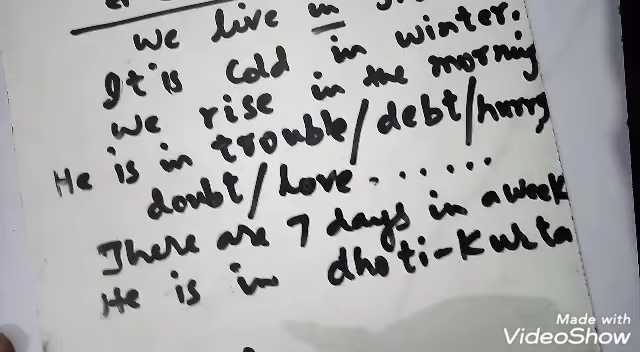 we live in
It is cold in winter.
we rise in the morning
He is in trouble/debt/hurry
doubt/Love.......
There are 7 days in a week
He is in dhoti-Kurta
Made with
VideoShow